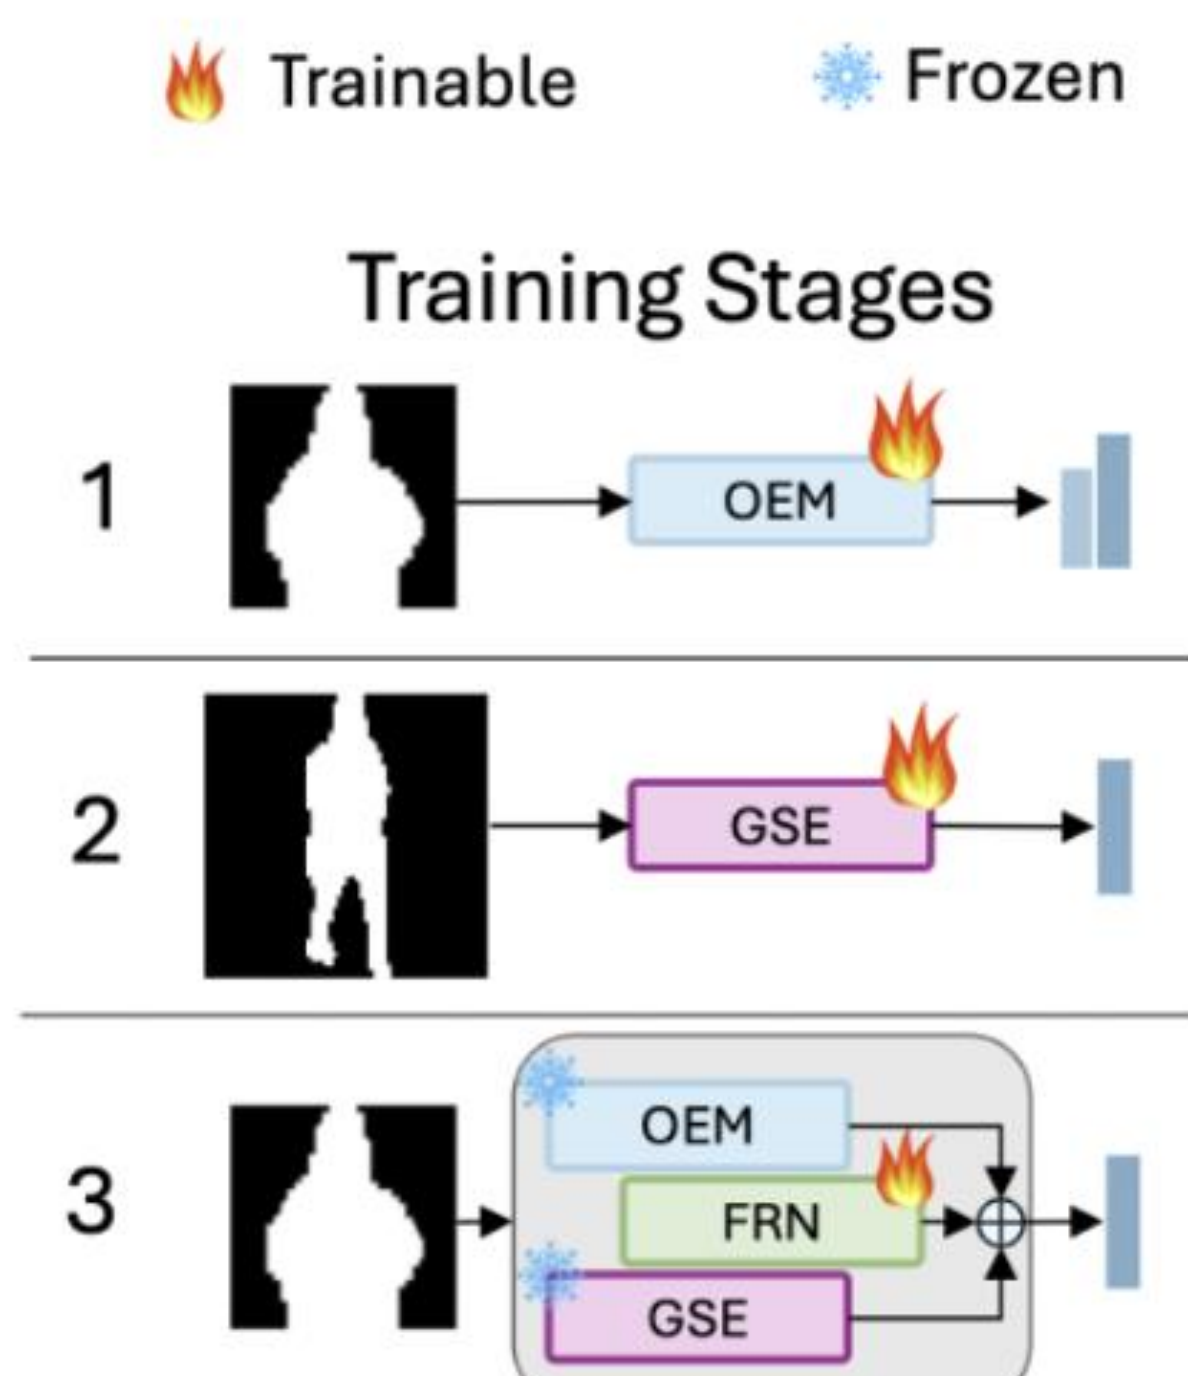 Trainable Frozen
Training Stages
1 OEM
2 GSE
OEM
3 FRN
GSE